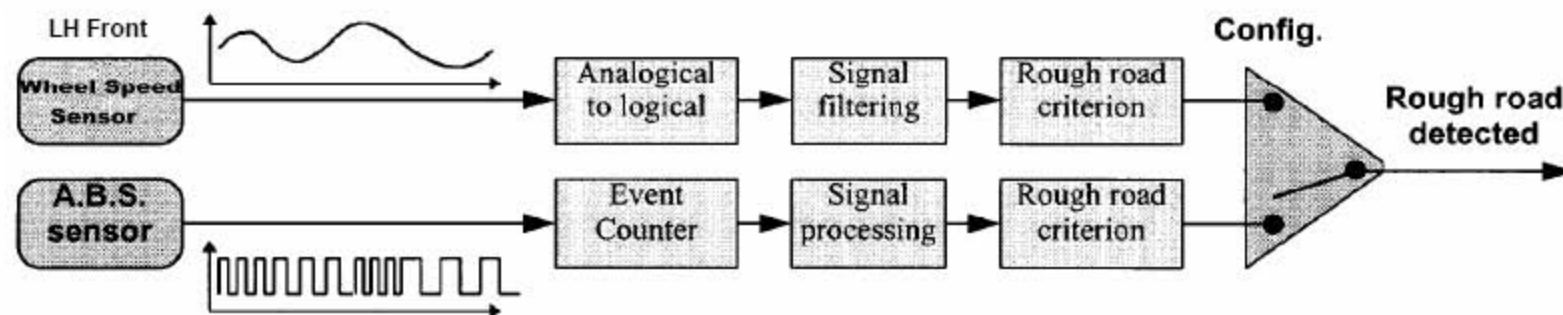 LH Front
Wheel Speed
Sensor
Analogical
to logical
Signal
filtering
Rough road
criterion
Config.
Rough road
detected
A.B.S.
sensor
Event
Counter
Signal
processing
Rough road
criterion